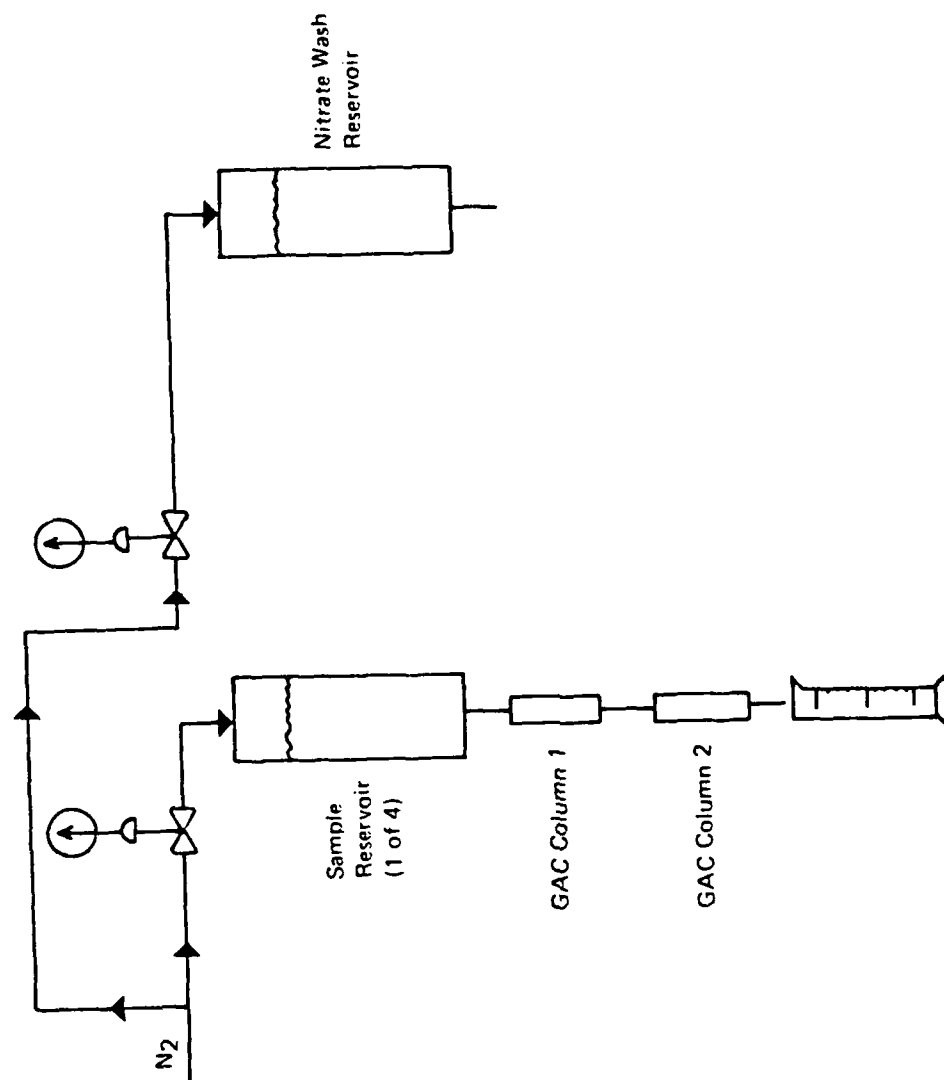 N2
Sample
Reservoir
(1 of 4)
GAC Column 1
GAC Column 2
Nitrate Wash
Reservoir